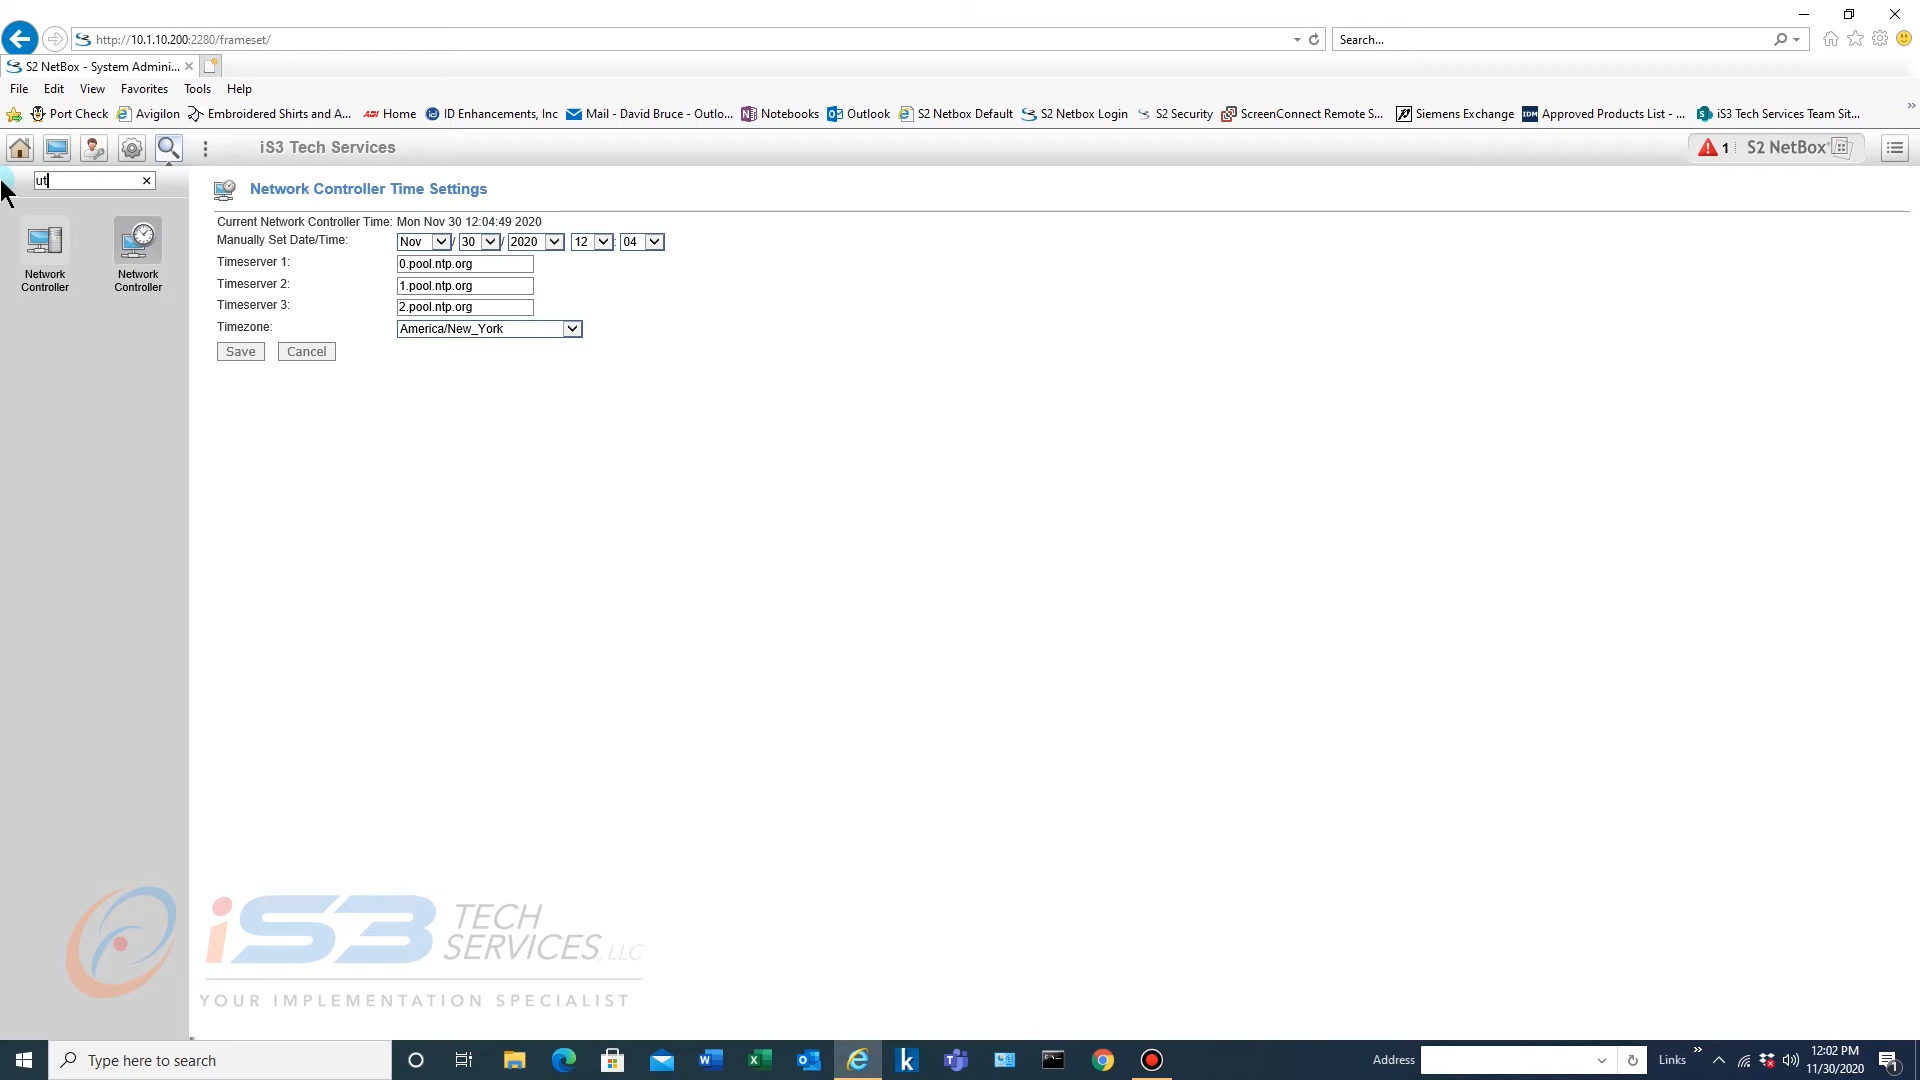 http://10.1.10.200:2280/frameset/
Search...
S2 NetBox - System Admini...
File Edit View Favorites Tools Help
Port Check Avigilon Embroidered Shirts and A... ADI Home ID Enhancements, Inc Mail - David Bruce - Outlo... Notebooks Outlook S2 Netbox Default S2 Netbox Login S2 Security ScreenConnect Remote S... Siemens Exchange IDM Approved Products List - ... iS3 Tech Services Team Sit...
iS3 Tech Services
1 S2 NetBox
ut
Network Controller Time Settings
Network
Controller
Network
Controller
Current Network Controller Time: Mon Nov 30 12:04:49 2020
Manually Set Date/Time: Nov / 30 / 2020 12 : 04
Timeserver 1: 0.pool.ntp.org
Timeserver 2: 1.pool.ntp.org
Timeserver 3: 2.pool.ntp.org
Timezone: America/New_York
Save Cancel
iS3 TECH
SERVICES, LLC
YOUR IMPLEMENTATION SPECIALIST
Type here to search
Address
Links
12:02 PM
11/30/2020
1